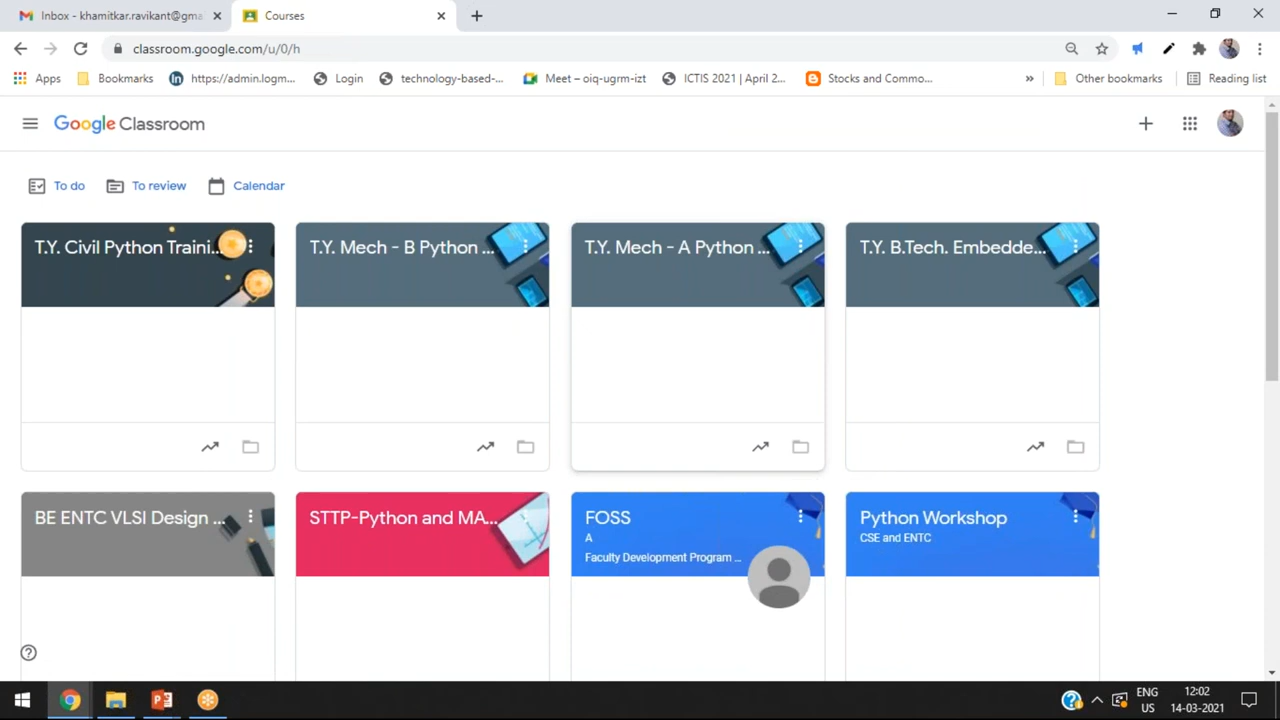 Inbox - khamitkar.ravikant@gma
Courses
classroom.google.com/u/0/h
Apps
Bookmarks
https://admin.logm...
Login
technology-based-...
Meet – oiq-ugrm-izt
ICTIS 2021 | April 2...
Stocks and Commo...
»
Other bookmarks
Reading list
Google Classroom
To do
To review
Calendar
T.Y. Civil Python Traini...
T.Y. Mech - B Python ...
T.Y. Mech - A Python ...
T.Y. B.Tech. Embedde...
BE ENTC VLSI Design ...
STTP-Python and MA...
FOSS
A
Faculty Development Program ...
Python Workshop
CSE and ENTC
ENG
US
12:02
14-03-2021